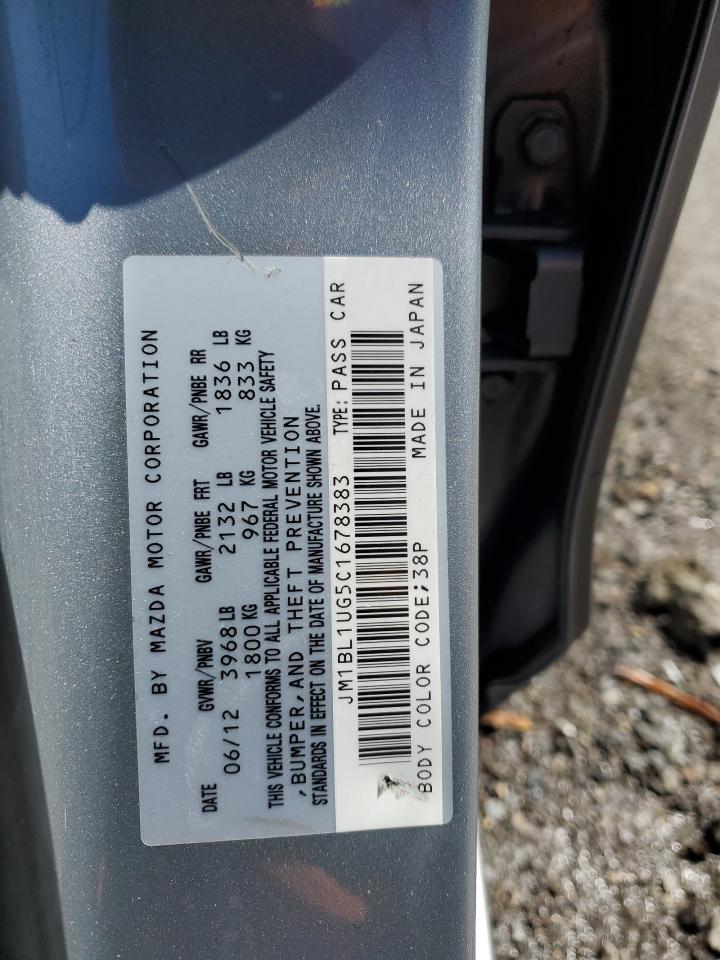 MFD. BY MAZDA MOTOR CORPORATION
DATE GVWR/PNBV GAWR/PNBE FRT GAWR/PNBE RR
06/12 3968 LB 2132 LB 1836 LB
1800 KG 967 KG 833 KG
THIS VEHICLE CONFORMS TO ALL APPLICABLE FEDERAL MOTOR VEHICLE SAFETY
,BUMPER,AND THEFT PREVENTION
STANDARDS IN EFFECT ON THE DATE OF MANUFACTURE SHOWN ABOVE.
JM1BL1UG5C1678383 TYPE: PASS CAR
BODY COLOR CODE;38P MADE IN JAPAN